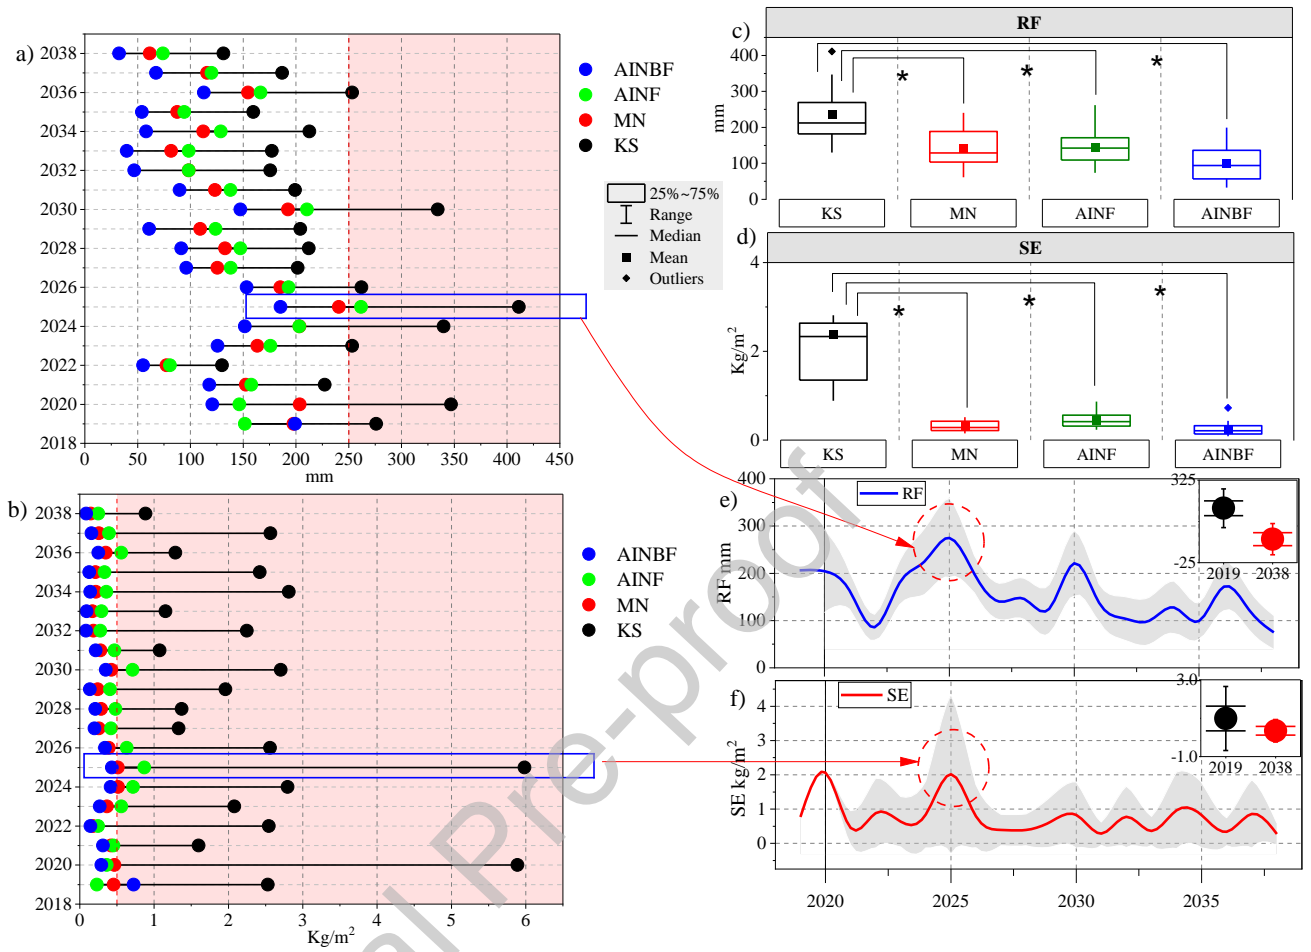 a)
2038
2036
2034
2032
2030
2028
2026
2024
2022
2020
2018
0 50 100 150 200 250 300 350 400 450
mm
AINBF
AINF
MN
KS
25%~75%
Range
Median
Mean
Outliers
b)
2038
2036
2034
2032
2030
2028
2026
2024
2022
2020
2018
0 1 2 3 4 5 6
Kg/m²
AINBF
AINF
MN
KS
c)
RF
400
300
200
100
0
mm
* * *
KS MN AINF AINBF
d)
SE
4
2
0
Kg/m²
* * *
KS MN AINF AINBF
e)
RF
400
300
200
100
0
RF mm
325
-25
2019 2038
f)
SE
4
3
2
1
0
SE kg/m²
3.0
-1.0
2019 2038
2020 2025 2030 2035
al Pre-proof